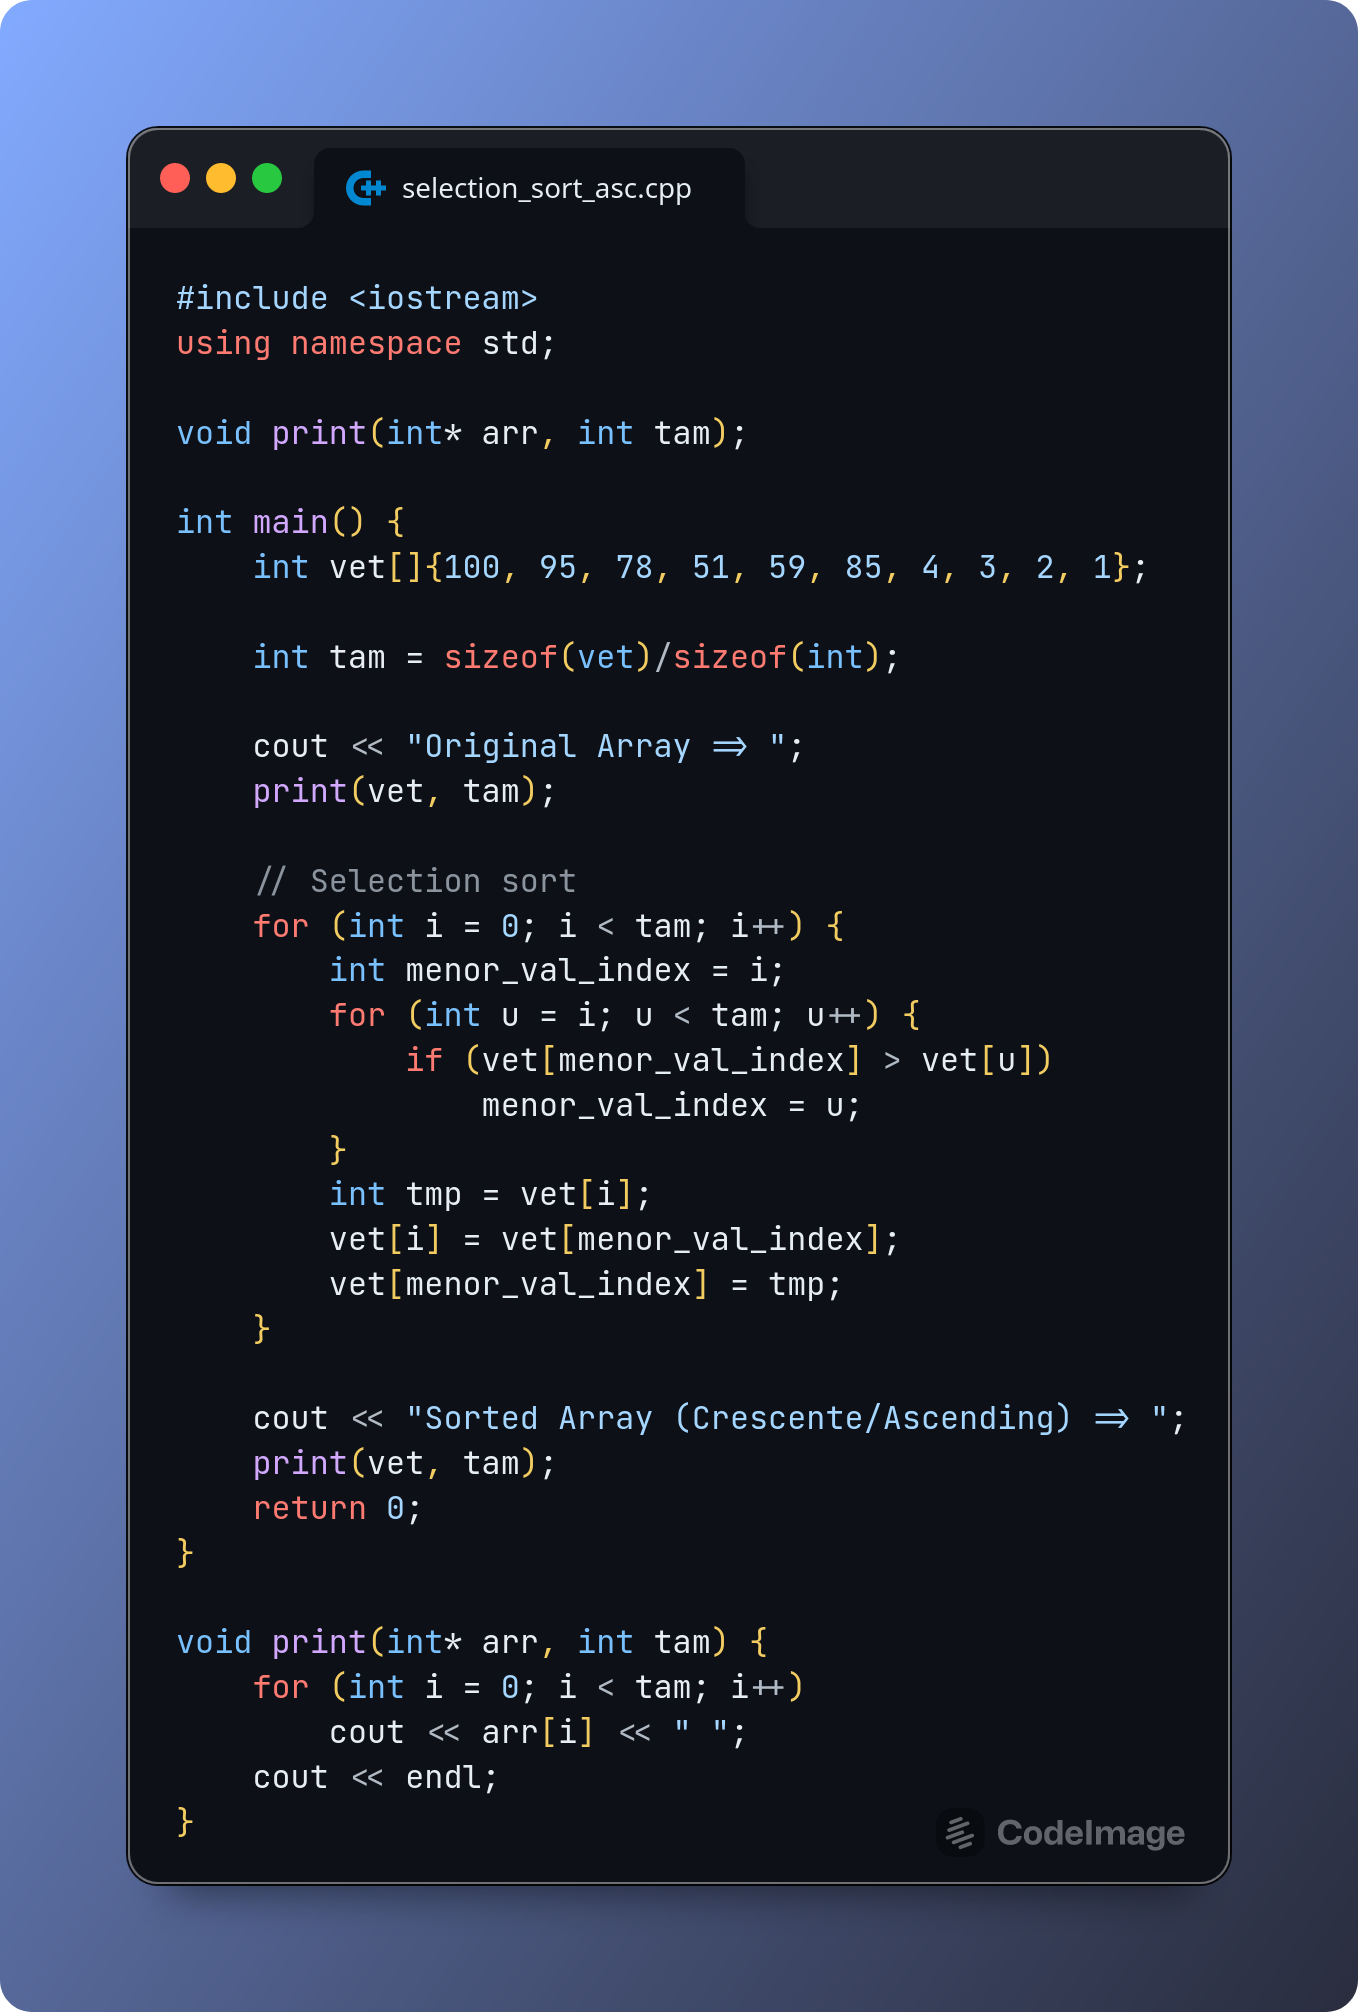 selection_sort_asc.cpp
#include <iostream>
using namespace std;

void print(int* arr, int tam);

int main() {
    int vet[]{100, 95, 78, 51, 59, 85, 4, 3, 2, 1};

    int tam = sizeof(vet)/sizeof(int);

    cout << "Original Array => ";
    print(vet, tam);

    // Selection sort
    for (int i = 0; i < tam; i++) {
        int menor_val_index = i;
        for (int u = i; u < tam; u++) {
            if (vet[menor_val_index] > vet[u])
                menor_val_index = u;
        }
        int tmp = vet[i];
        vet[i] = vet[menor_val_index];
        vet[menor_val_index] = tmp;
    }

    cout << "Sorted Array (Crescente/Ascending) => ";
    print(vet, tam);
    return 0;
}

void print(int* arr, int tam) {
    for (int i = 0; i < tam; i++)
        cout << arr[i] << " ";
    cout << endl;
}
CodeImage